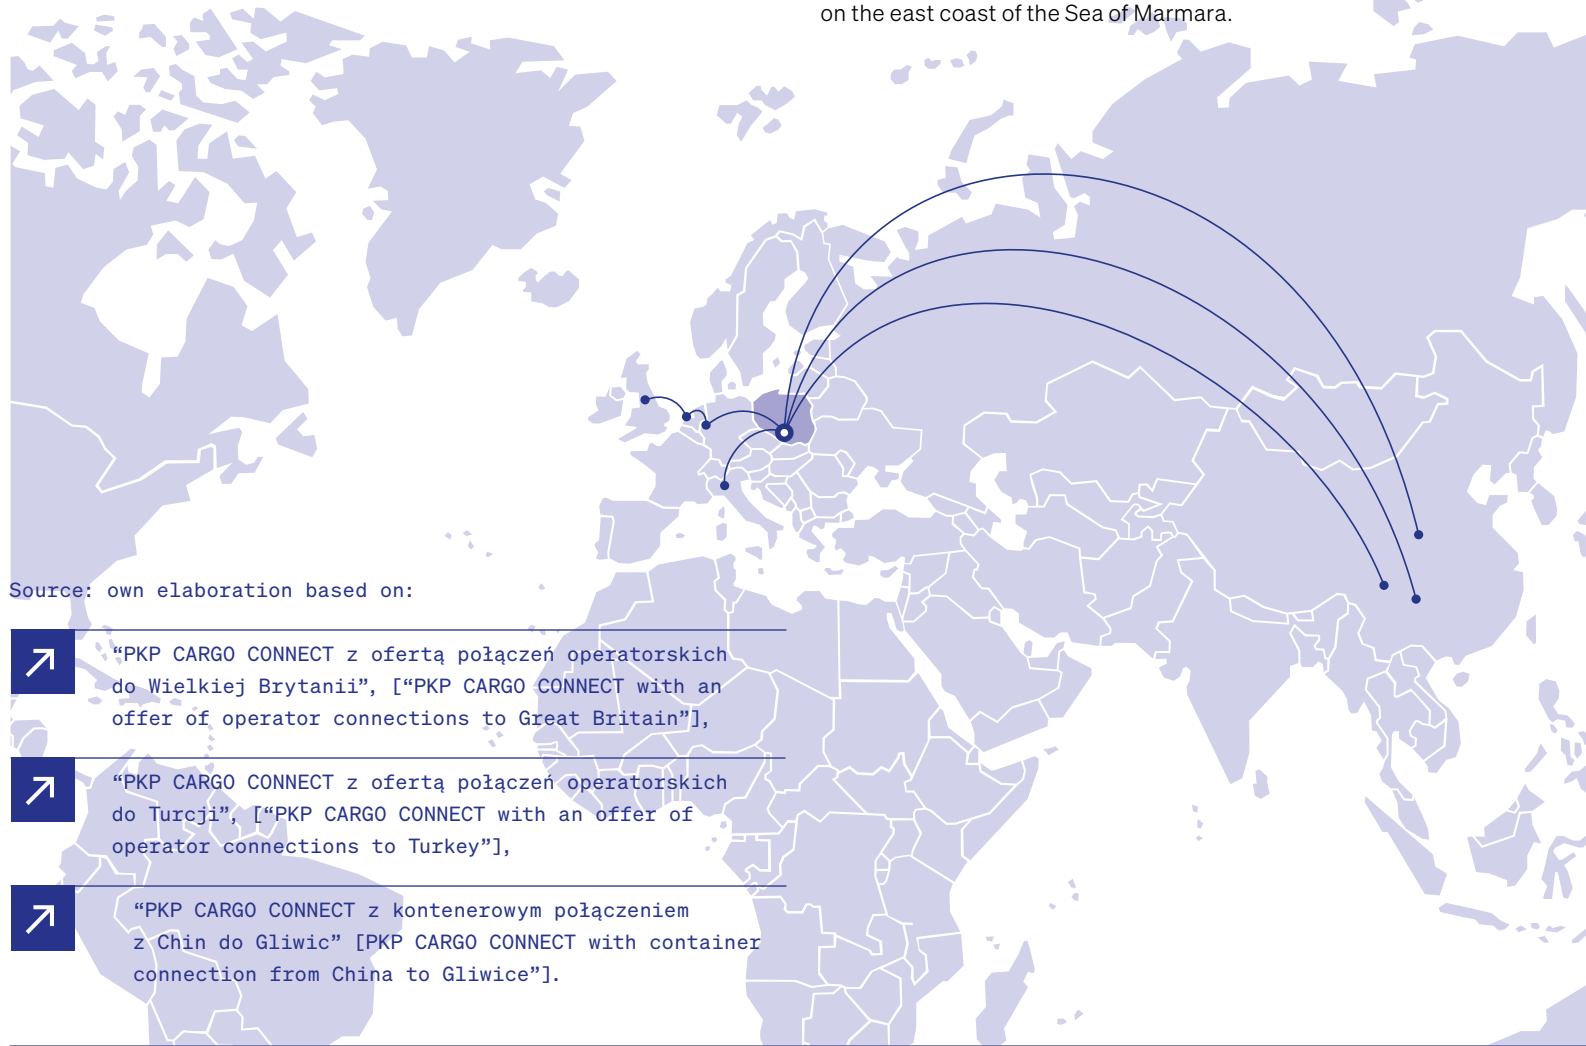 on the east coast of the Sea of Marmara.
Source: own elaboration based on:
“PKP CARGO CONNECT z ofertą połączeń operatorskich
do Wielkiej Brytanii”, [“PKP CARGO CONNECT with an
offer of operator connections to Great Britain”],
“PKP CARGO CONNECT z ofertą połączeń operatorskich
do Turcji”, [“PKP CARGO CONNECT with an offer of
operator connections to Turkey”],
“PKP CARGO CONNECT z kontenerowym połączeniem
z Chin do Gliwic” [PKP CARGO CONNECT with container
connection from China to Gliwice”].